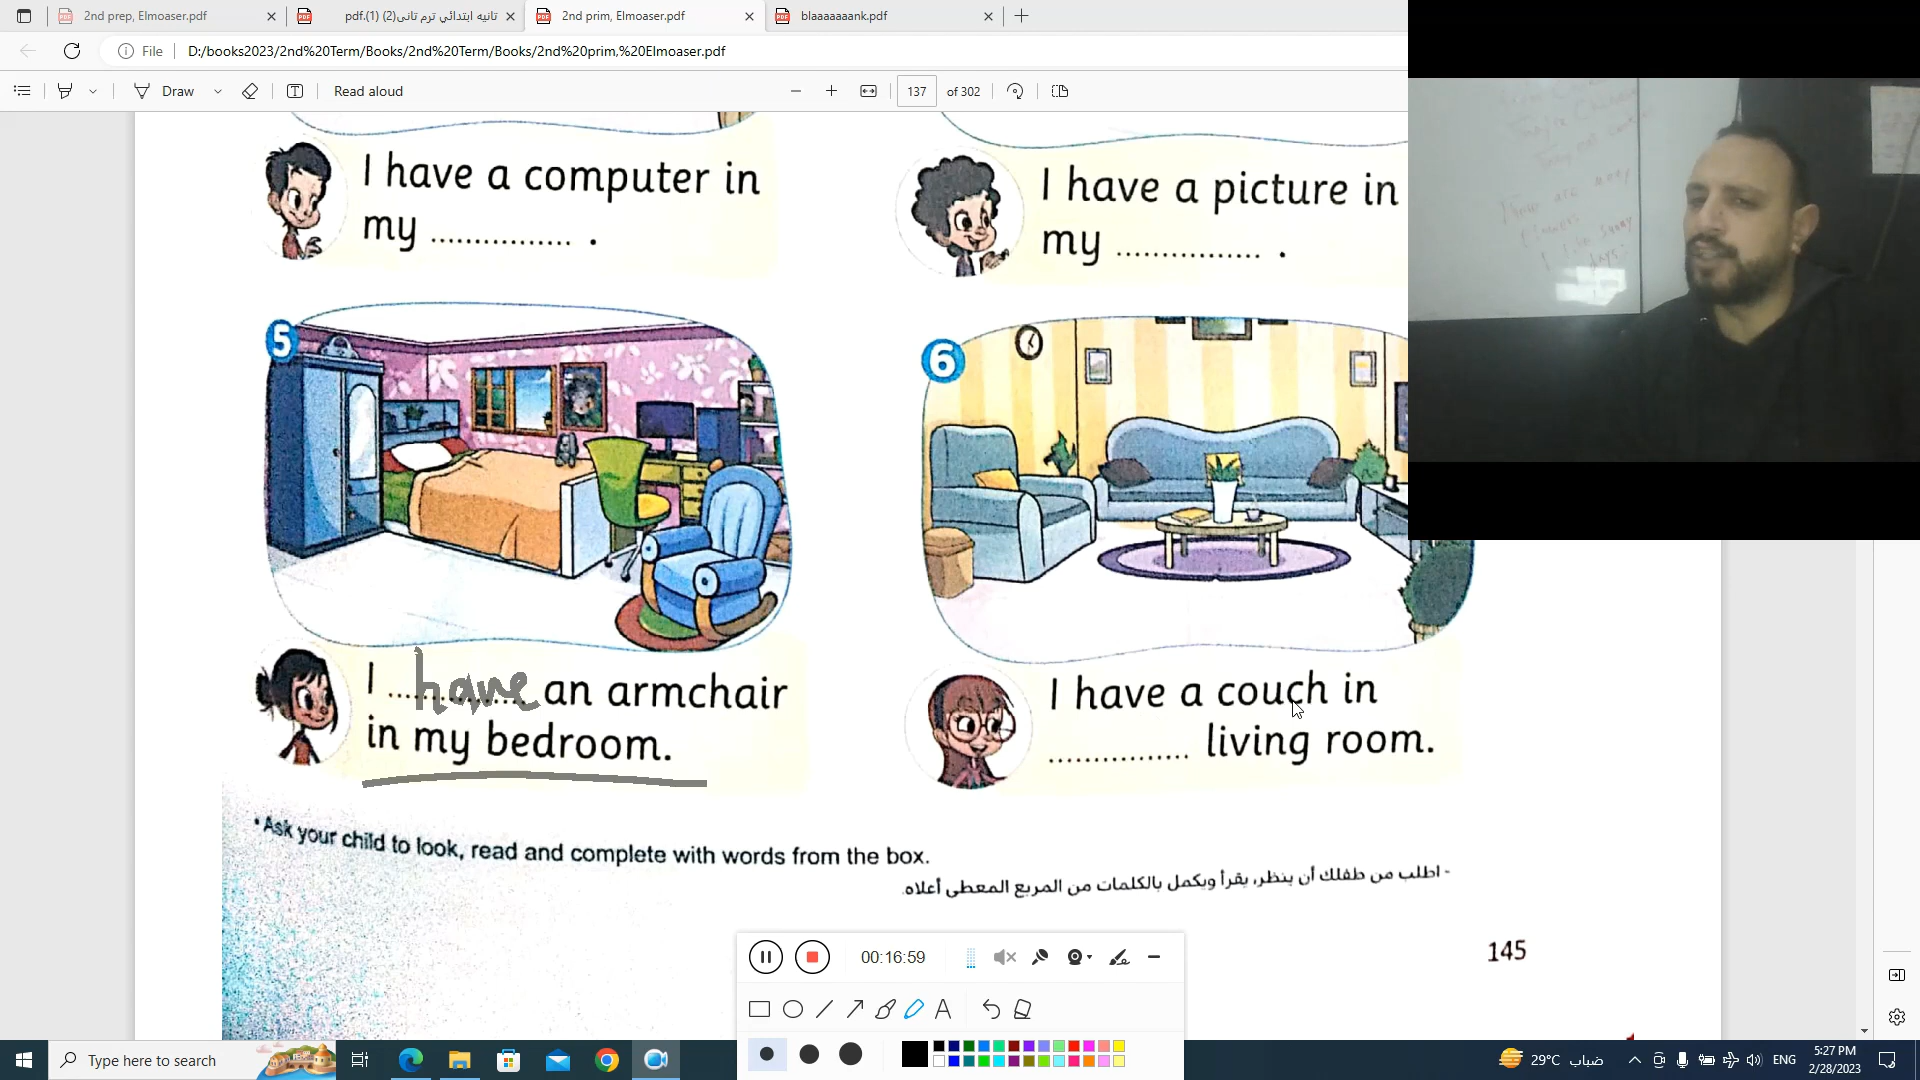 2nd prep, Elmoaser.pdf
ثانيه ابتدائي ترم تانى(2) (1).pdf
2nd prim, Elmoaser.pdf
blaaaaaaank.pdf
File
D:/books2023/2nd%20Term/Books/2nd%20Term/Books/2nd%20prim,%20Elmoaser.pdf
Draw
Read aloud
137
of 302
I have a computer in
my ............... .
I have a picture in
my ................ .
5
6
I have an armchair
in my bedroom.
I have a couch in
............... living room.
• Ask your child to look, read and complete with words from the box.
- اطلب من طفلك أن ينظر، يقرأ ويكمل بالكلمات من المربع المعطى أعلاه.
145
00:16:59
A
Type here to search
29°C
ضباب
ENG
5:27 PM
2/28/2023